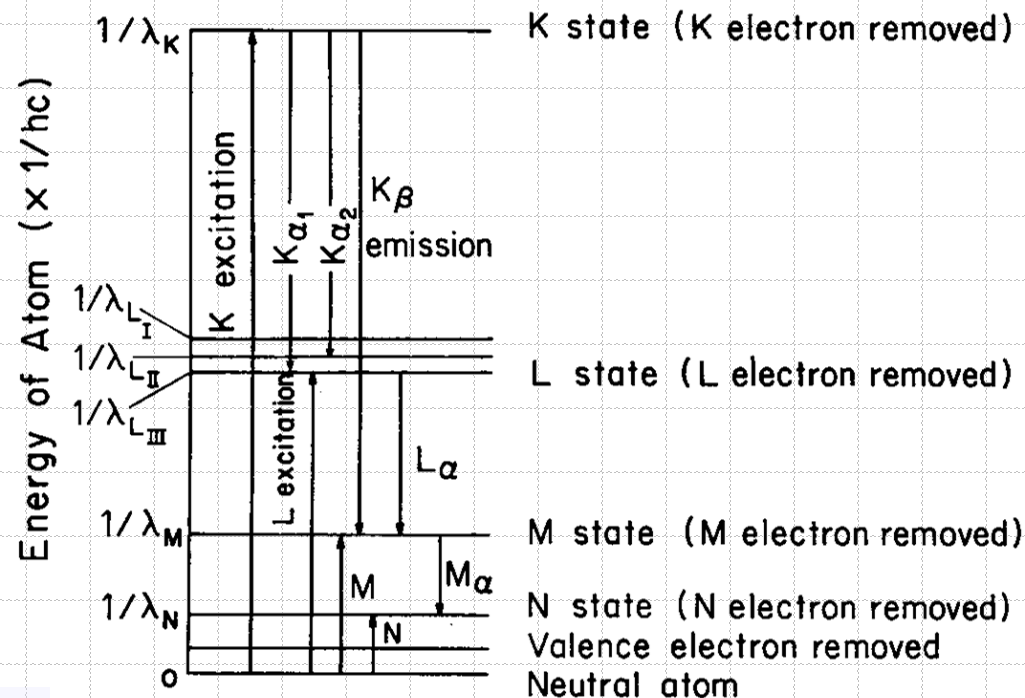 1/λK K state (K electron removed)
Energy of Atom (x 1/hc)
K excitation
Kα1
Kα2
Kβ
emission
1/λLI
1/λLII
1/λLIII
L state (L electron removed)
L excitation
Lα
1/λM M state (M electron removed)
M
Mα
1/λN N state (N electron removed)
N
Valence electron removed
0 Neutral atom